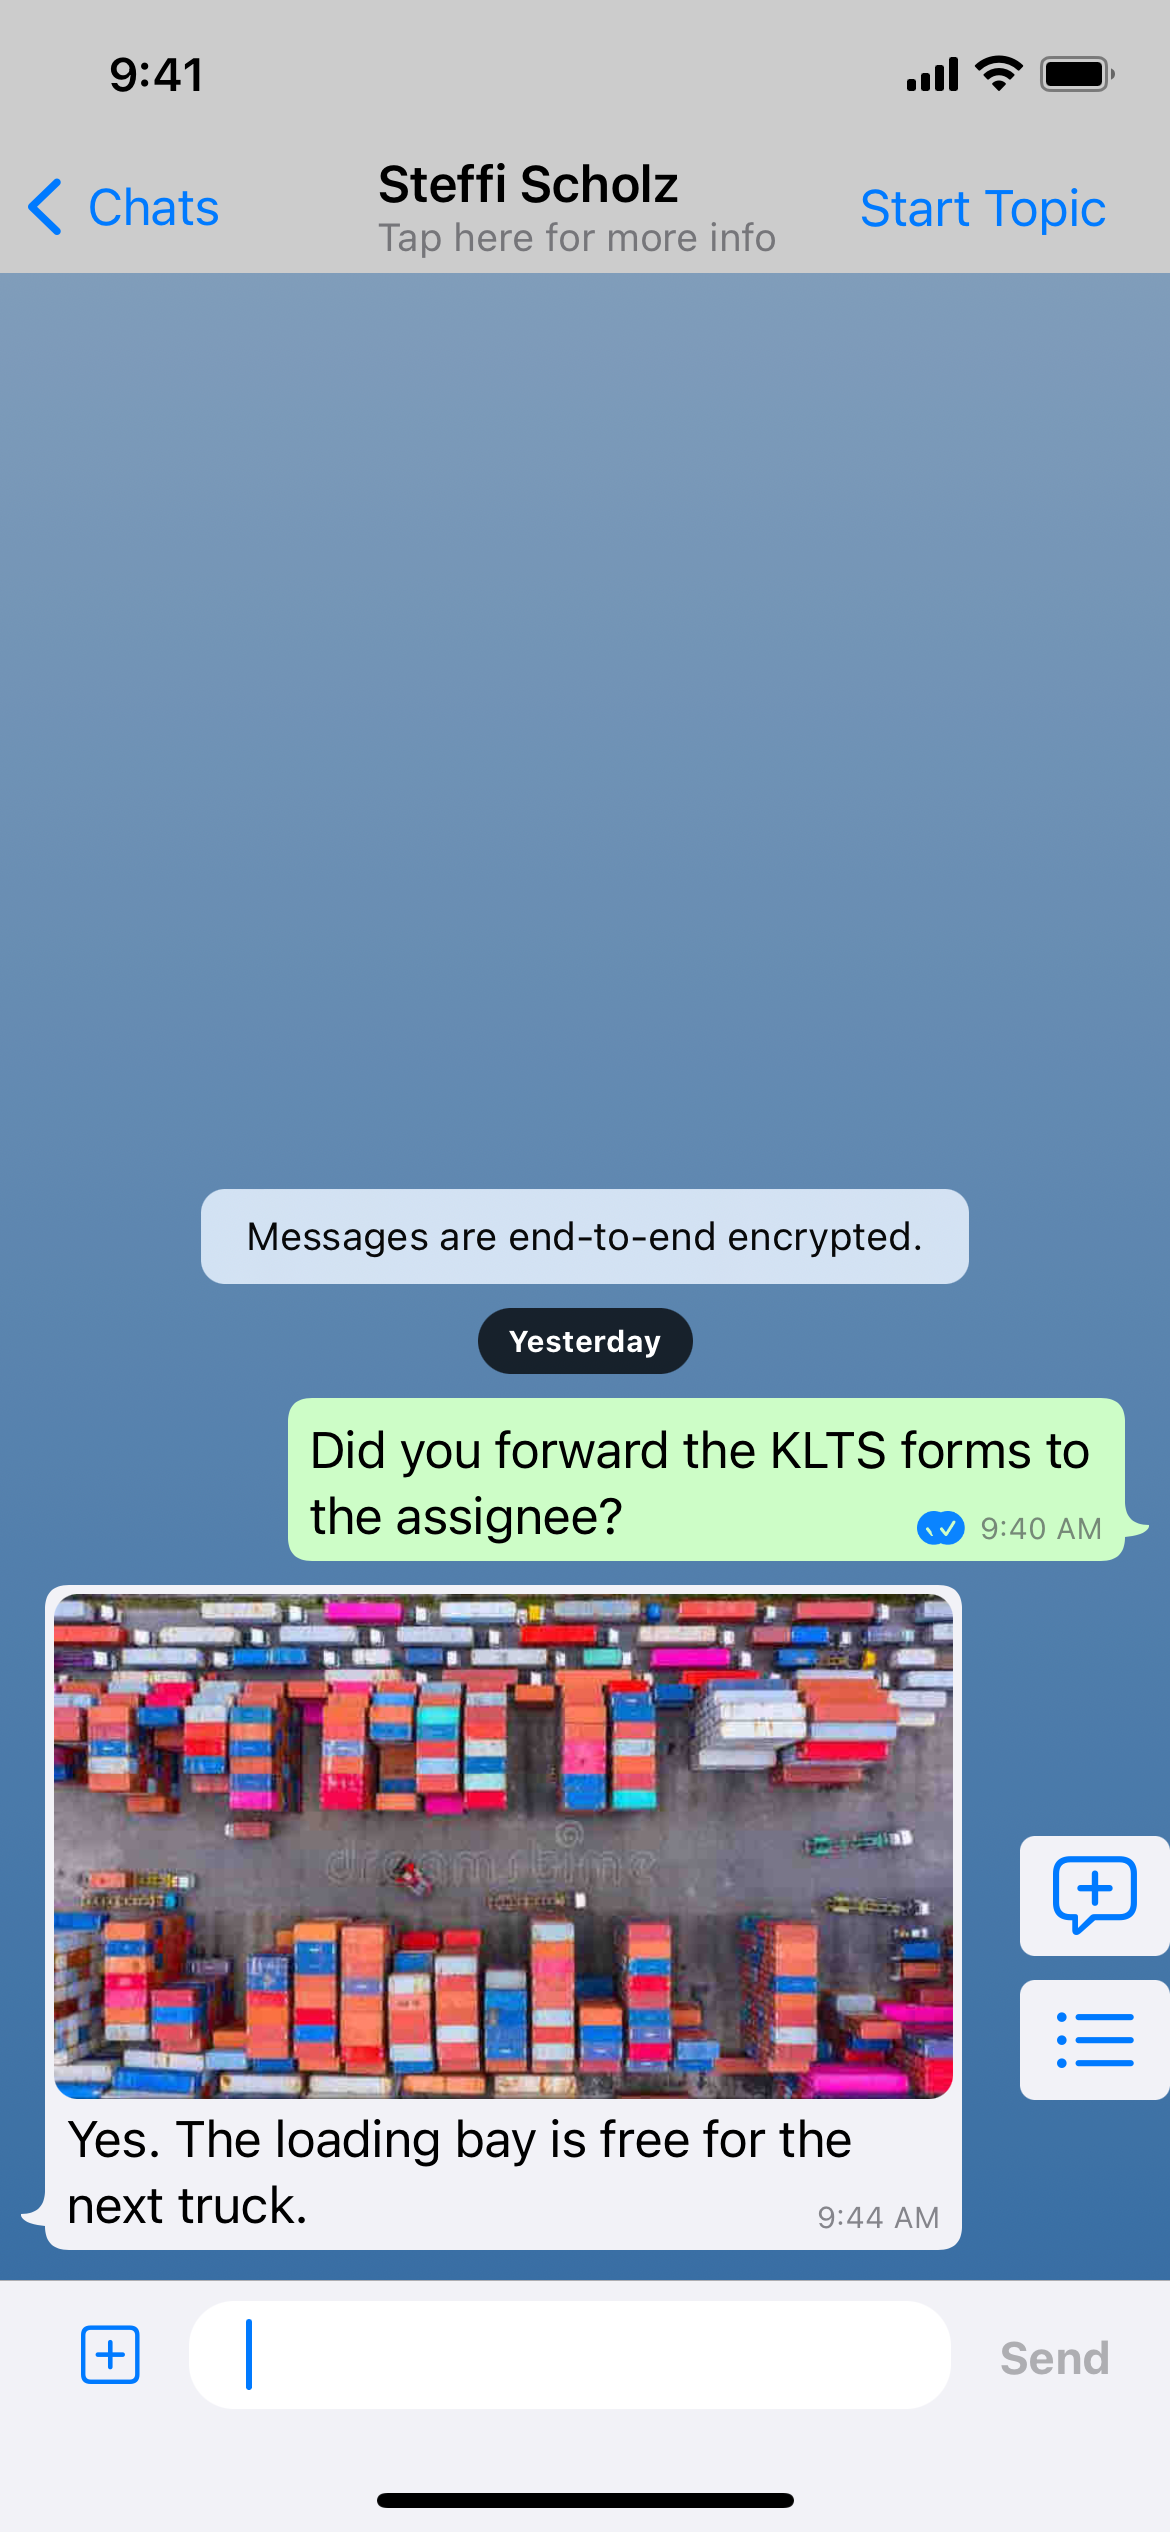 9:41
Chats
Steffi Scholz
Tap here for more info
Start Topic
Messages are end-to-end encrypted.
Yesterday
Did you forward the KLTS forms to
the assignee?
9:40 AM
dreamstime
Yes. The loading bay is free for the
next truck.
9:44 AM
Send